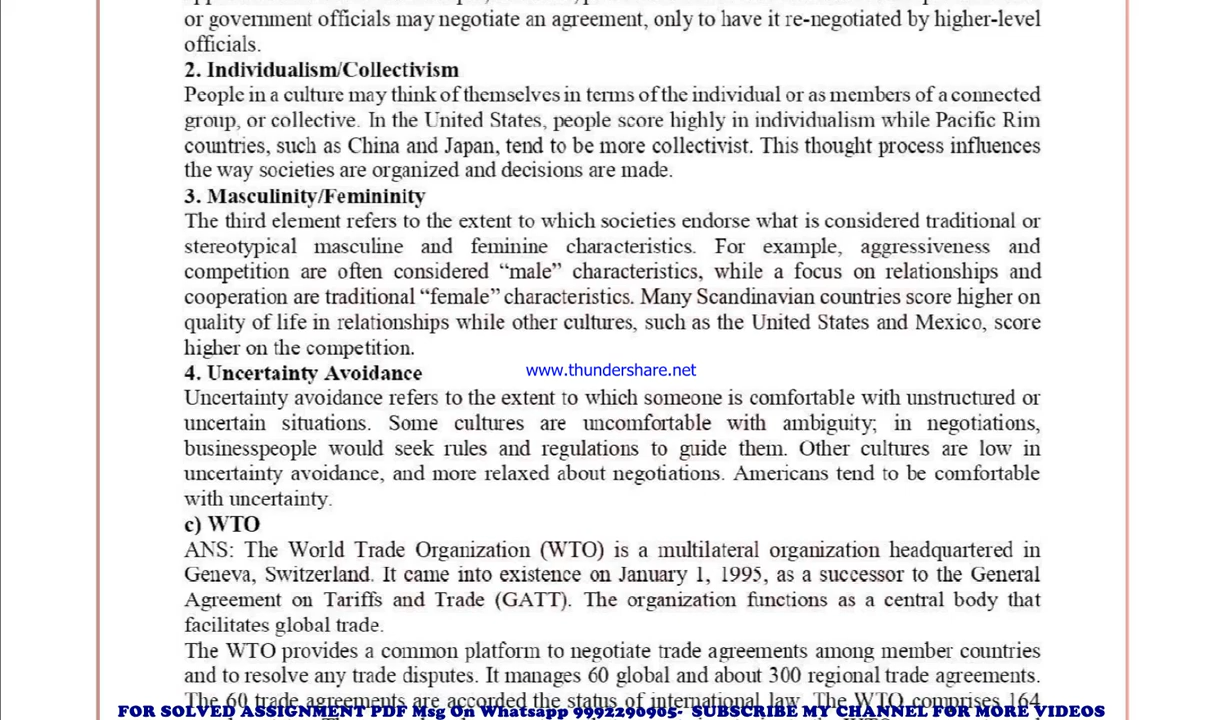 or government officials may negotiate an agreement, only to have it re-negotiated by higher-level
officials.
2. Individualism/Collectivism
People in a culture may think of themselves in terms of the individual or as members of a connected
group, or collective. In the United States, people score highly in individualism while Pacific Rim
countries, such as China and Japan, tend to be more collectivist. This thought process influences
the way societies are organized and decisions are made.
3. Masculinity/Femininity
The third element refers to the extent to which societies endorse what is considered traditional or
stereotypical masculine and feminine characteristics. For example, aggressiveness and
competition are often considered “male” characteristics, while a focus on relationships and
cooperation are traditional “female” characteristics. Many Scandinavian countries score higher on
quality of life in relationships while other cultures, such as the United States and Mexico, score
higher on the competition.
4. Uncertainty Avoidance
www.thundershare.net
Uncertainty avoidance refers to the extent to which someone is comfortable with unstructured or
uncertain situations. Some cultures are uncomfortable with ambiguity; in negotiations,
businesspeople would seek rules and regulations to guide them. Other cultures are low in
uncertainty avoidance, and more relaxed about negotiations. Americans tend to be comfortable
with uncertainty.
c) WTO
ANS: The World Trade Organization (WTO) is a multilateral organization headquartered in
Geneva, Switzerland. It came into existence on January 1, 1995, as a successor to the General
Agreement on Tariffs and Trade (GATT). The organization functions as a central body that
facilitates global trade.
The WTO provides a common platform to negotiate trade agreements among member countries
and to resolve any trade disputes. It manages 60 global and about 300 regional trade agreements.
The 60 trade agreements are accorded the status of international law. The WTO comprises 164
FOR SOLVED ASSIGNMENT PDF Msg On Whatsapp 9992290905- SUBSCRIBE MY CHANNEL FOR MORE VIDEOS